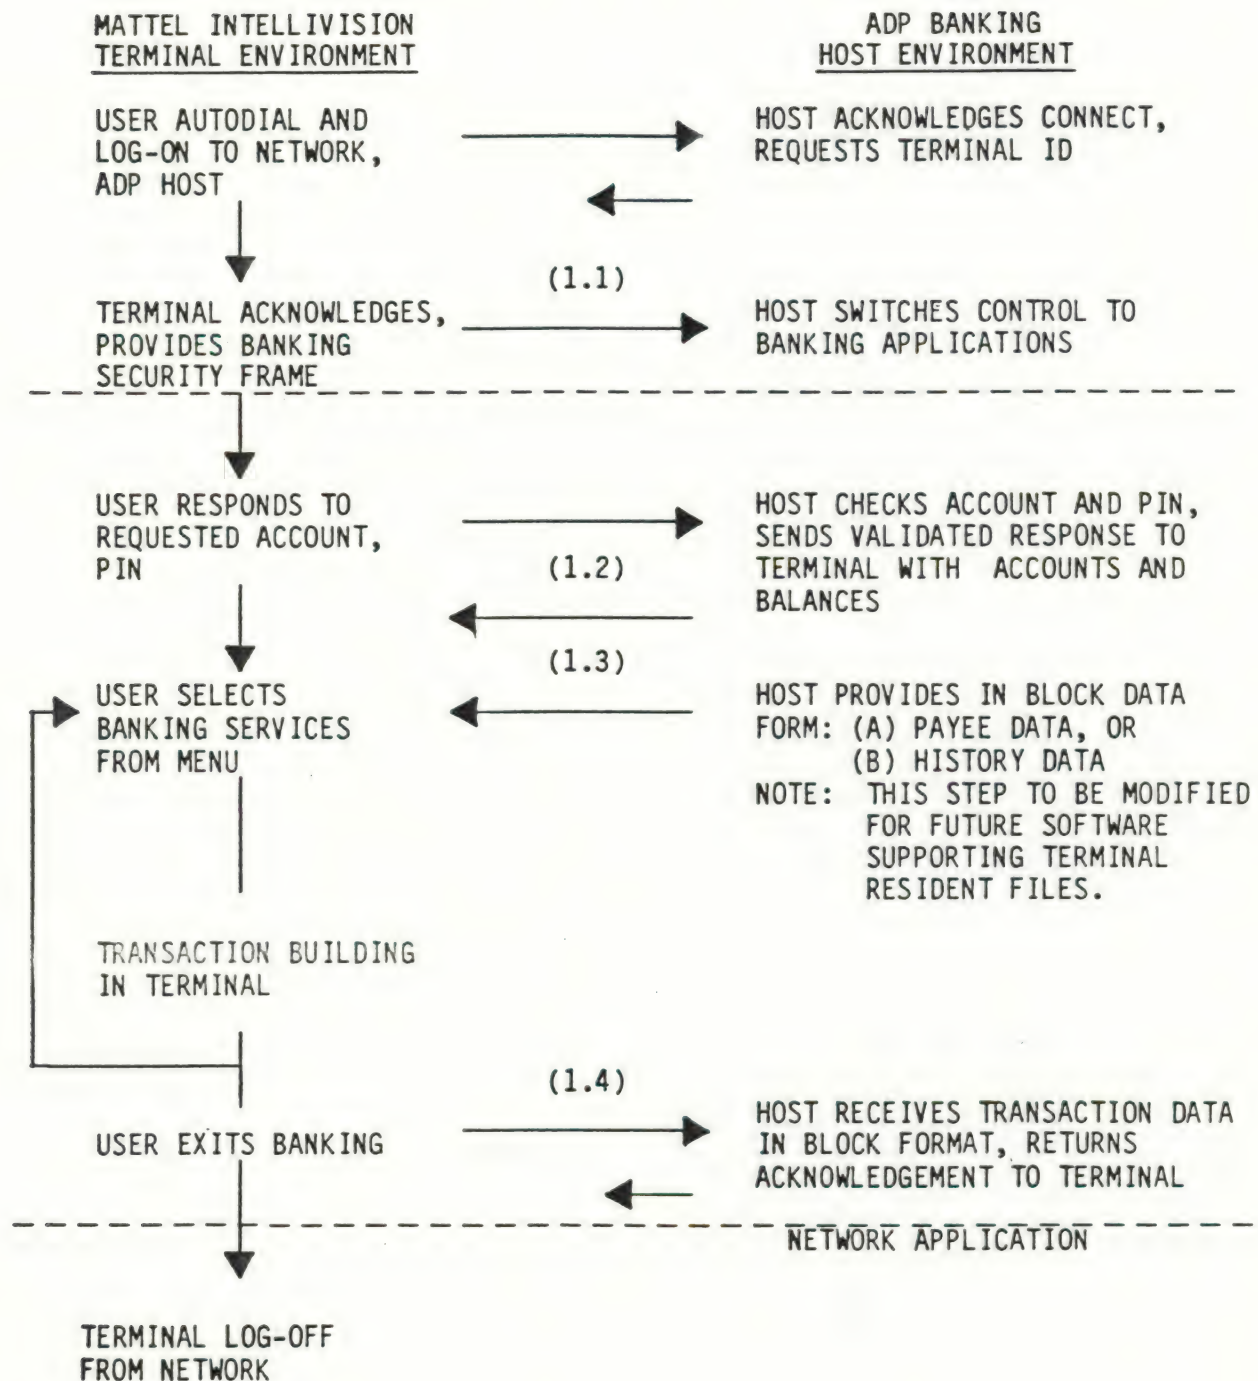 MATTEL INTELLIVISION
TERMINAL ENVIRONMENT
ADP BANKING
HOST ENVIRONMENT
USER AUTODIAL AND
LOG-ON TO NETWORK,
ADP HOST
HOST ACKNOWLEDGES CONNECT,
REQUESTS TERMINAL ID
(1.1)
TERMINAL ACKNOWLEDGES,
PROVIDES BANKING
SECURITY FRAME
HOST SWITCHES CONTROL TO
BANKING APPLICATIONS
USER RESPONDS TO
REQUESTED ACCOUNT,
PIN
HOST CHECKS ACCOUNT AND PIN,
SENDS VALIDATED RESPONSE TO
TERMINAL WITH ACCOUNTS AND
BALANCES
(1.2)
(1.3)
USER SELECTS
BANKING SERVICES
FROM MENU
HOST PROVIDES IN BLOCK DATA
FORM: (A) PAYEE DATA, OR
(B) HISTORY DATA
NOTE: THIS STEP TO BE MODIFIED
FOR FUTURE SOFTWARE
SUPPORTING TERMINAL
RESIDENT FILES.
TRANSACTION BUILDING
IN TERMINAL
(1.4)
USER EXITS BANKING
HOST RECEIVES TRANSACTION DATA
IN BLOCK FORMAT, RETURNS
ACKNOWLEDGEMENT TO TERMINAL
NETWORK APPLICATION
TERMINAL LOG-OFF
FROM NETWORK